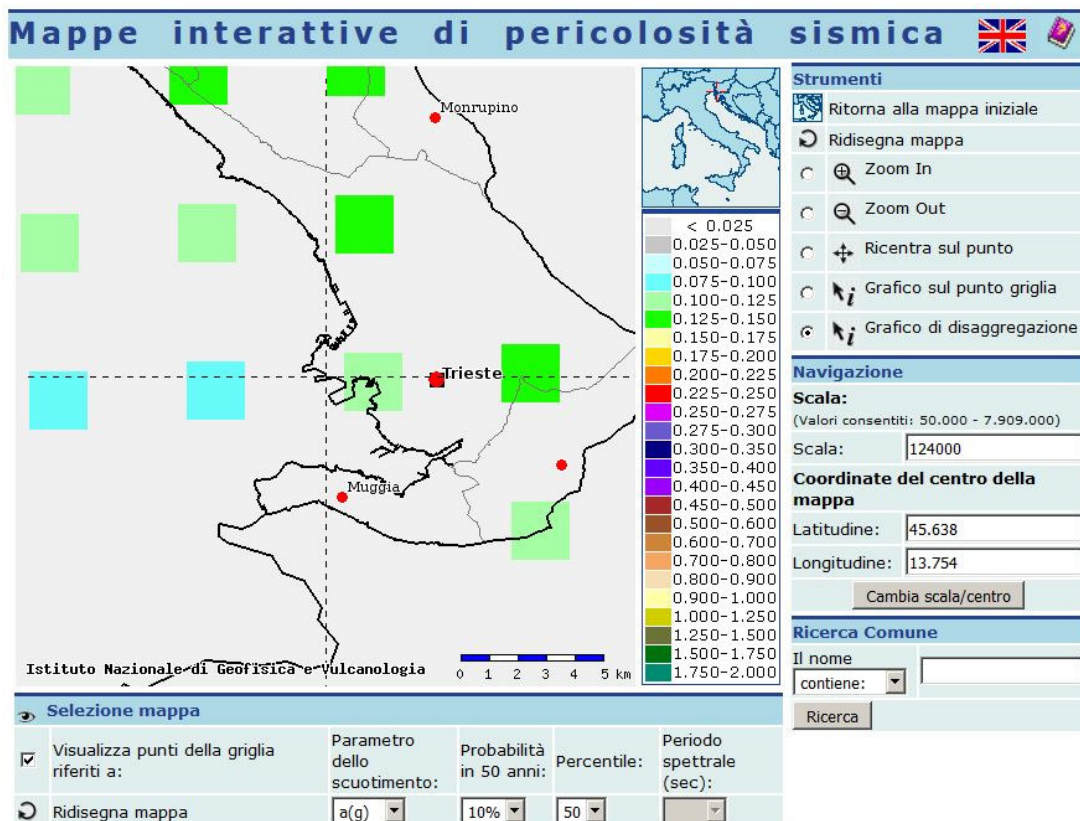 Mappe interattive di pericolosità sismica
Monrupino
Trieste
Muggia
Istituto Nazionale di Geofisica e Vulcanologia
0 1 2 3 4 5 km
< 0.025
0.025-0.050
0.050-0.075
0.075-0.100
0.100-0.125
0.125-0.150
0.150-0.175
0.175-0.200
0.200-0.225
0.225-0.250
0.250-0.275
0.275-0.300
0.300-0.350
0.350-0.400
0.400-0.450
0.450-0.500
0.500-0.600
0.600-0.700
0.700-0.800
0.800-0.900
0.900-1.000
1.000-1.250
1.250-1.500
1.500-1.750
1.750-2.000
Strumenti
Ritorna alla mappa iniziale
Ridisegna mappa
Zoom In
Zoom Out
Ricentra sul punto
i Grafico sul punto griglia
i Grafico di disaggregazione
Navigazione
Scala:
(Valori consentiti: 50.000 - 7.909.000)
Scala: 124000
Coordinate del centro della
mappa
Latitudine: 45.638
Longitudine: 13.754
Cambia scala/centro
Ricerca Comune
Il nome
contiene:
Ricerca
Selezione mappa
Visualizza punti della griglia
riferiti a:
Parametro
dello
scuotimento:
Probabilità
in 50 anni:
Percentile:
Periodo
spettrale
(sec):
Ridisegna mappa
a(g)
10%
50